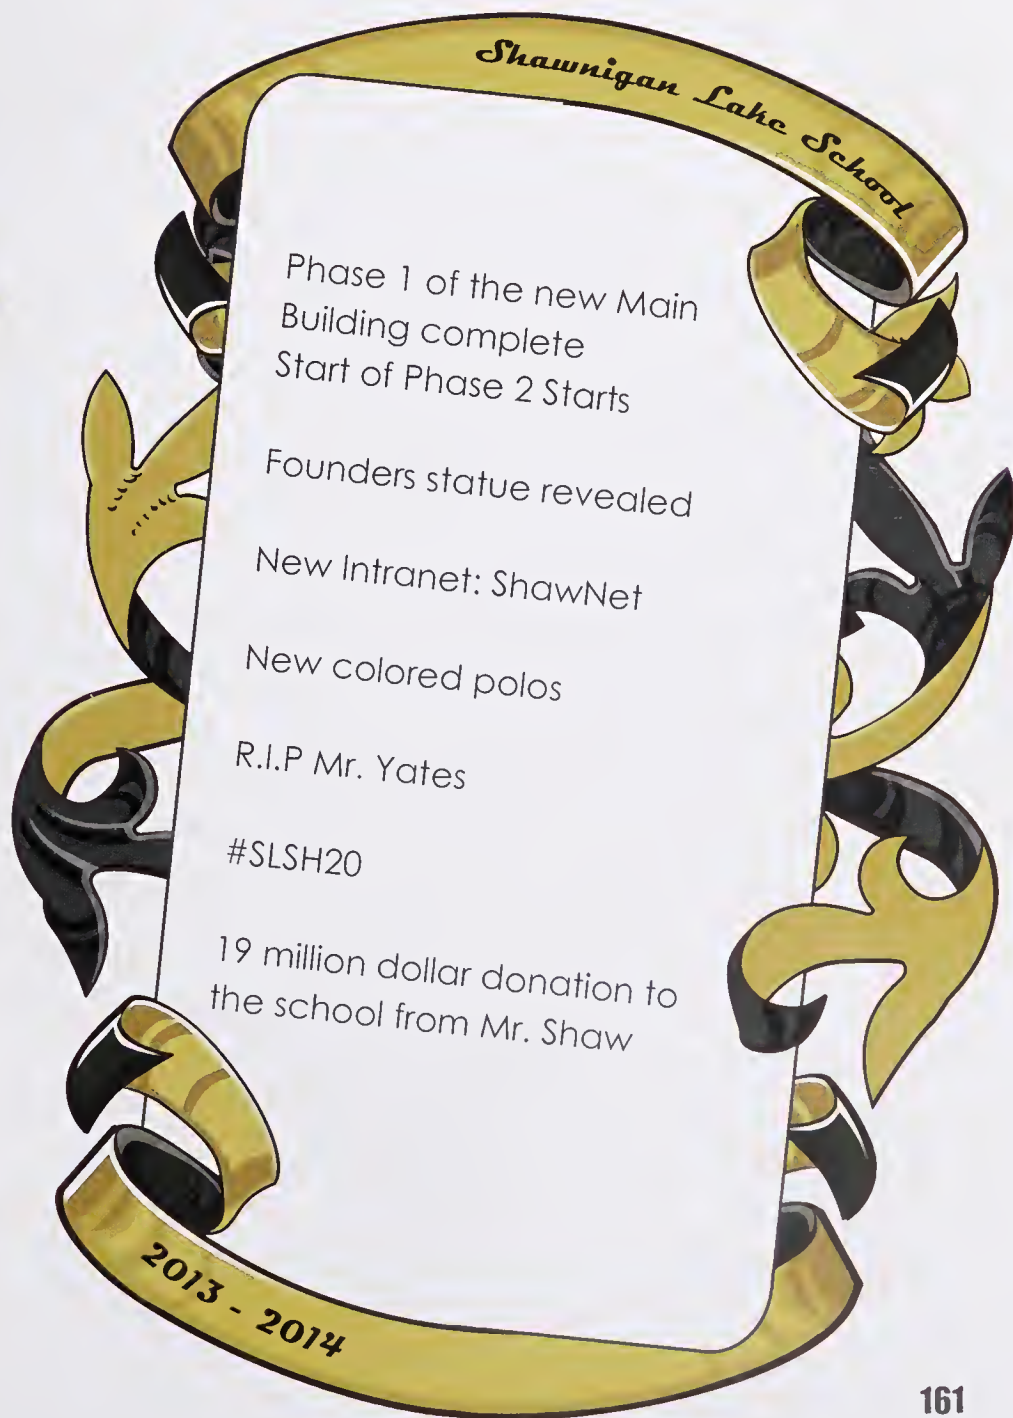 Shawnigan Lake School
Phase 1 of the new Main
Building complete
Start of Phase 2 Starts
Founders statue revealed
New Intranet: ShawNet
New colored polos
R.I.P Mr. Yates
#SLSH20
19 million dollar donation to
the school from Mr. Shaw
2013 - 2014
161